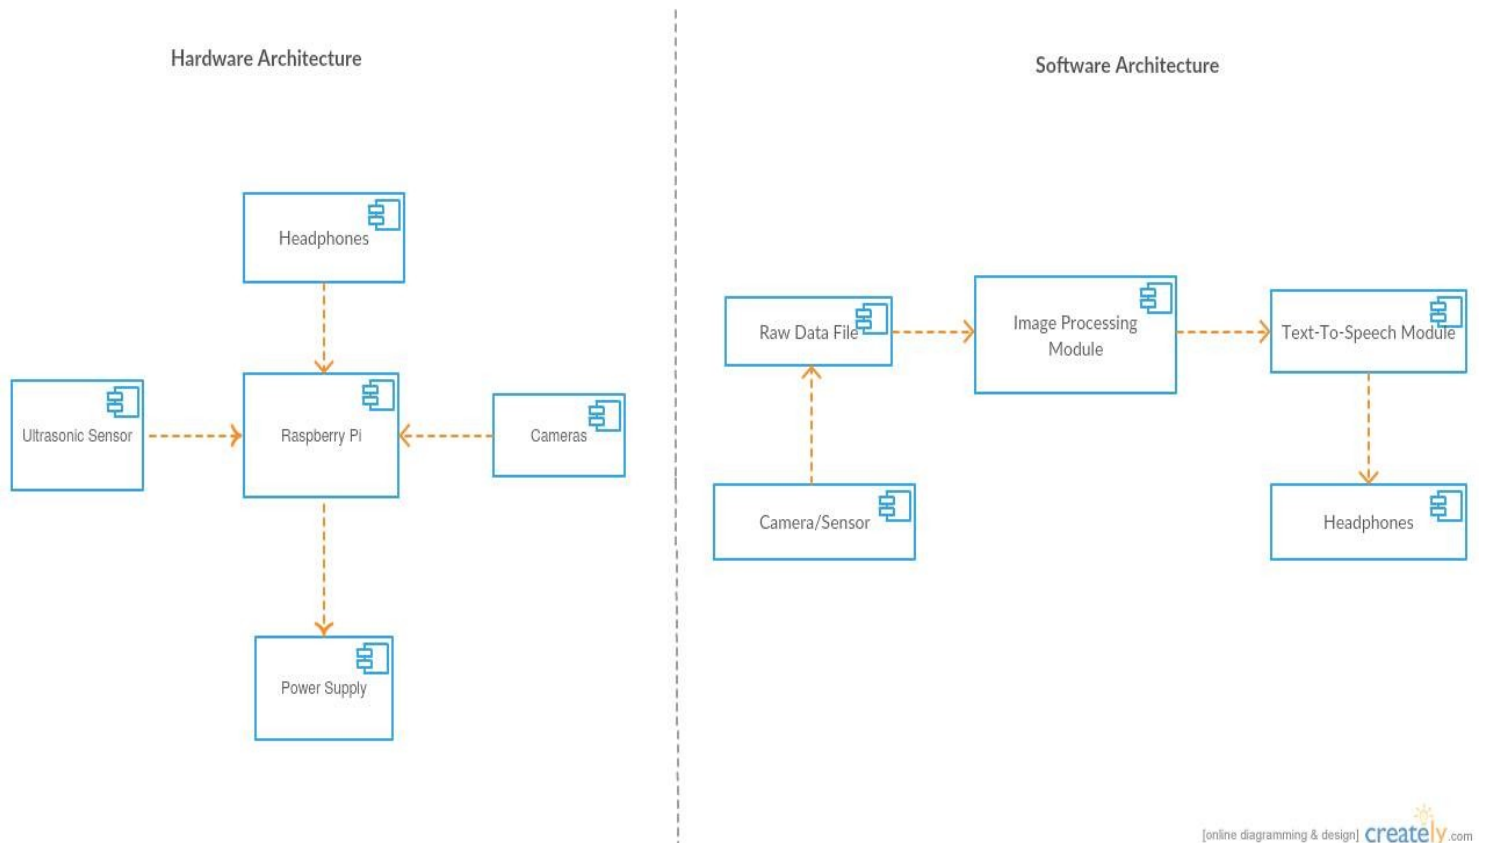 Hardware Architecture
Headphones
Ultrasonic Sensor
Raspberry Pi
Cameras
Power Supply
Software Architecture
Raw Data File
Image Processing
Module
Text-To-Speech Module
Camera/Sensor
Headphones
[online diagramming & design] creately.com